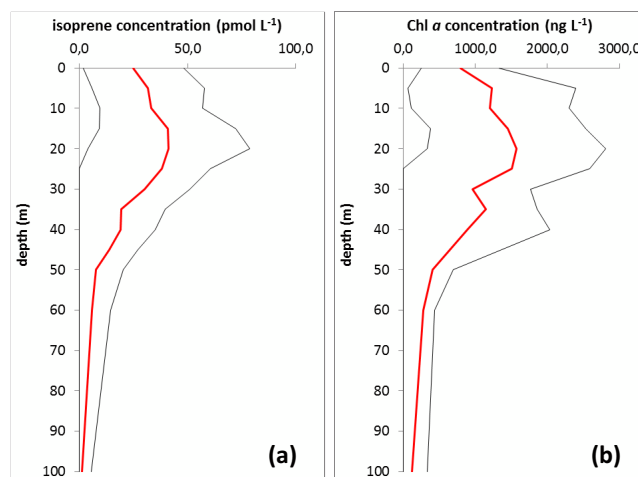 isoprene concentration (pmol L⁻¹)
0,0 50,0 100,0
0
10
20
30
40
50
60
70
80
90
100
depth (m)
(a)
Chl a concentration (ng L⁻¹)
0,0 1000,0 2000,0 3000,0
0
10
20
30
40
50
60
70
80
90
100
depth (m)
(b)